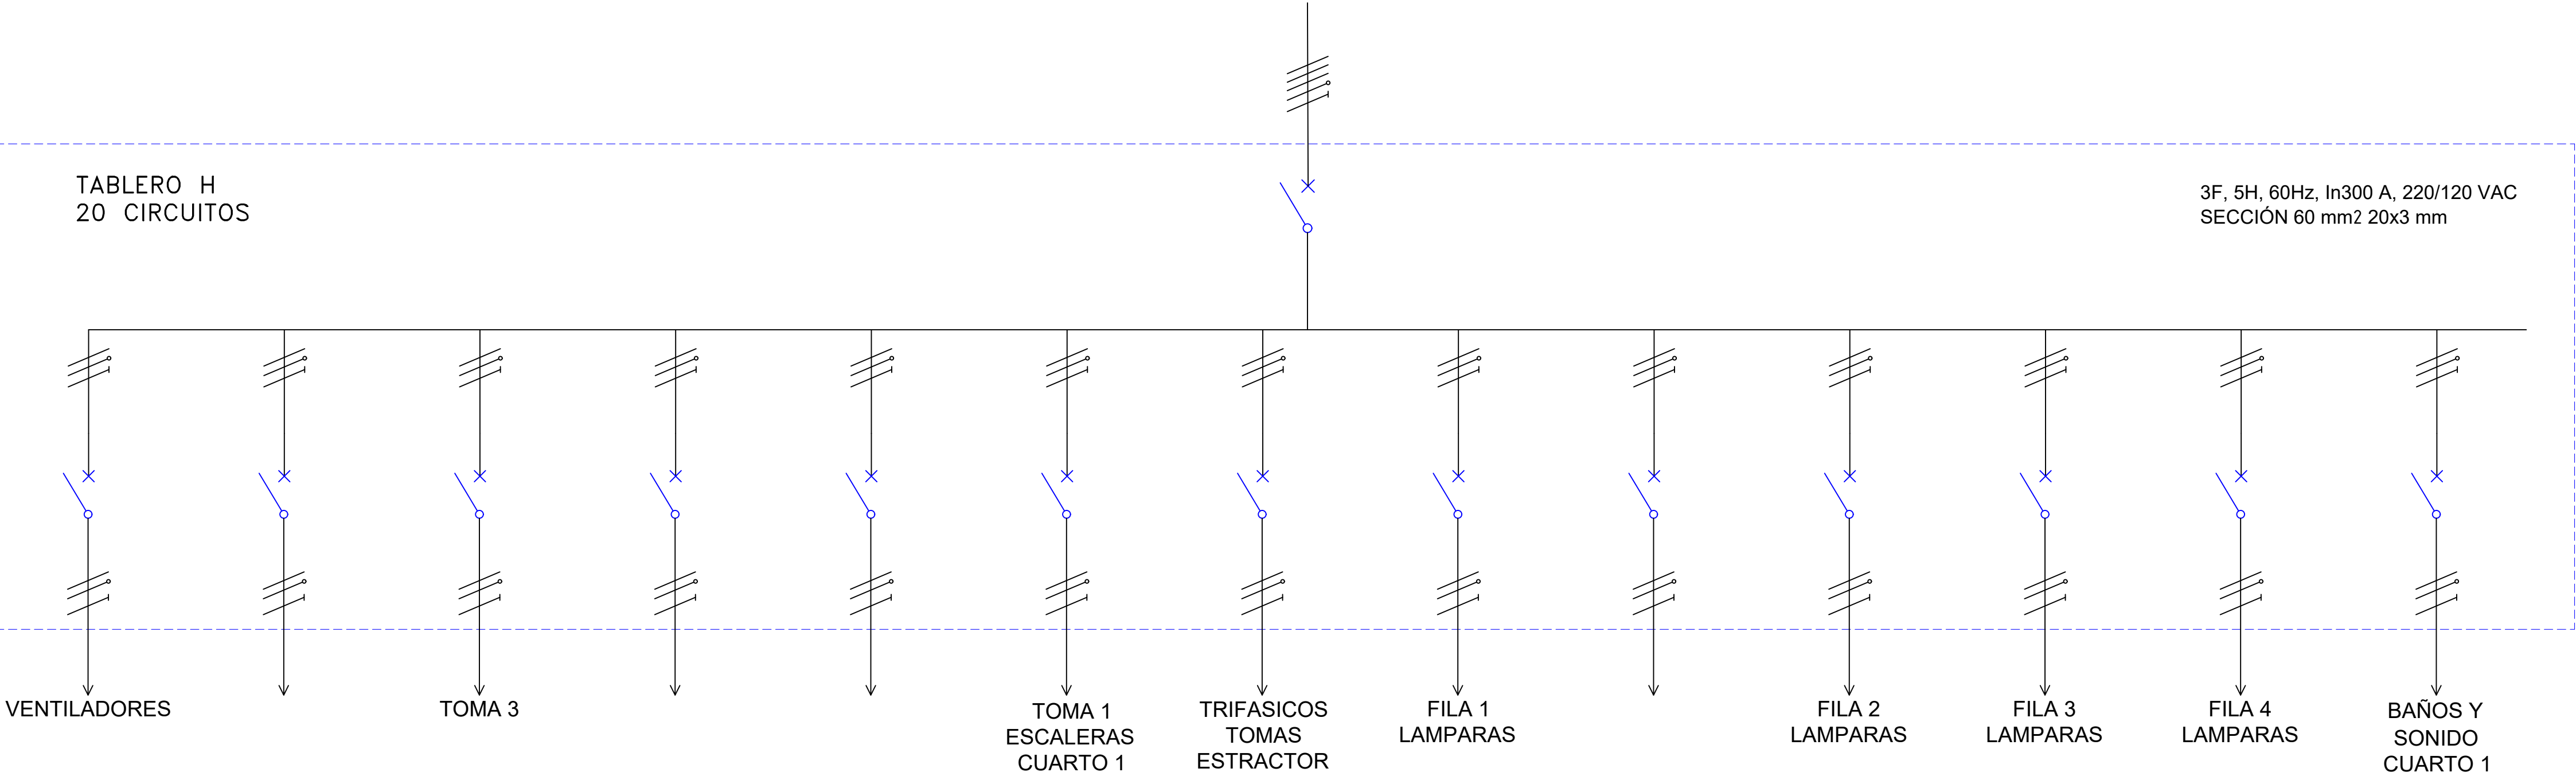 TABLERO H
20 CIRCUITOS
3F, 5H, 60Hz, In300 A, 220/120 VAC
SECCIÓN 60 mm2 20x3 mm
VENTILADORES
TOMA 3
TOMA 1
ESCALERAS
CUARTO 1
TRIFASICOS
TOMAS
ESTRACTOR
FILA 1
LAMPARAS
FILA 2
LAMPARAS
FILA 3
LAMPARAS
FILA 4
LAMPARAS
BAÑOS Y
SONIDO
CUARTO 1